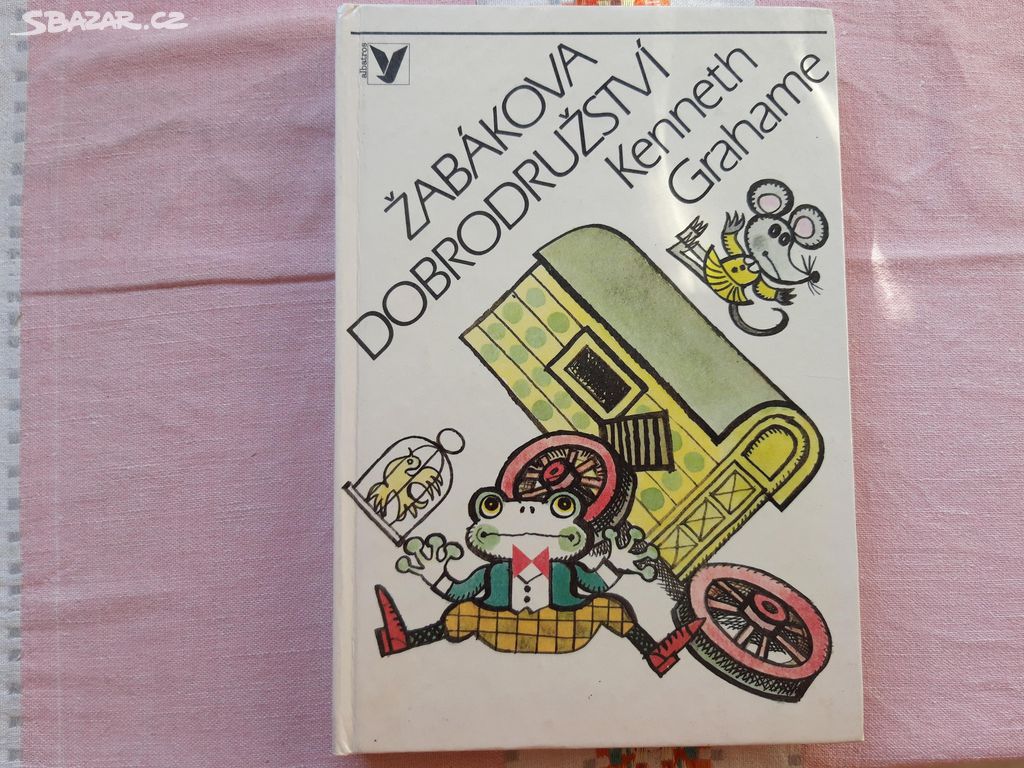 SBAZAR.CZ
albatros
ŽABÁKOVA
DOBRODRUŽSTVÍ
Kenneth
Grahame